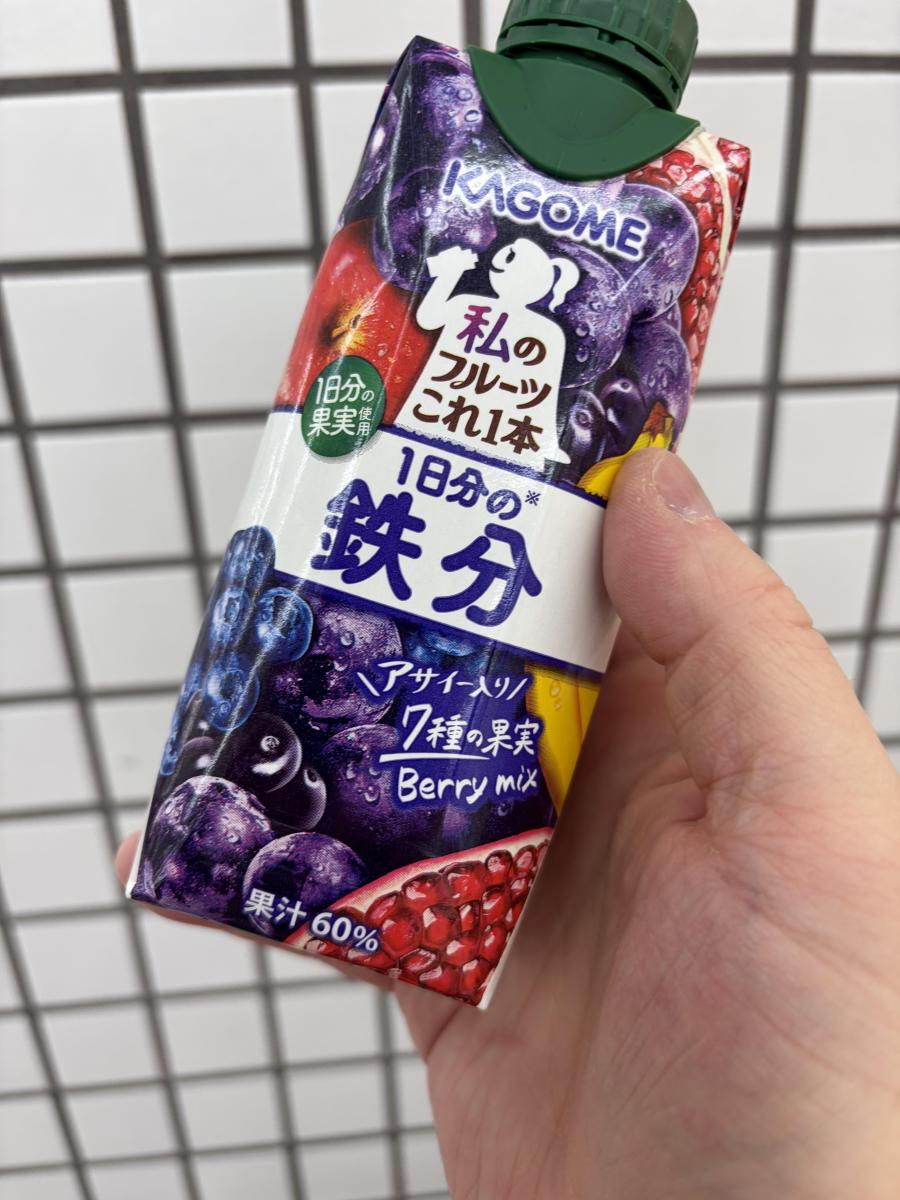 KAGOME
私の
フルーツ
これ1本
1日分の
果実使用
1日分の※
鉄分
アサイー入り
7種の果実
Berry mix
果汁60%